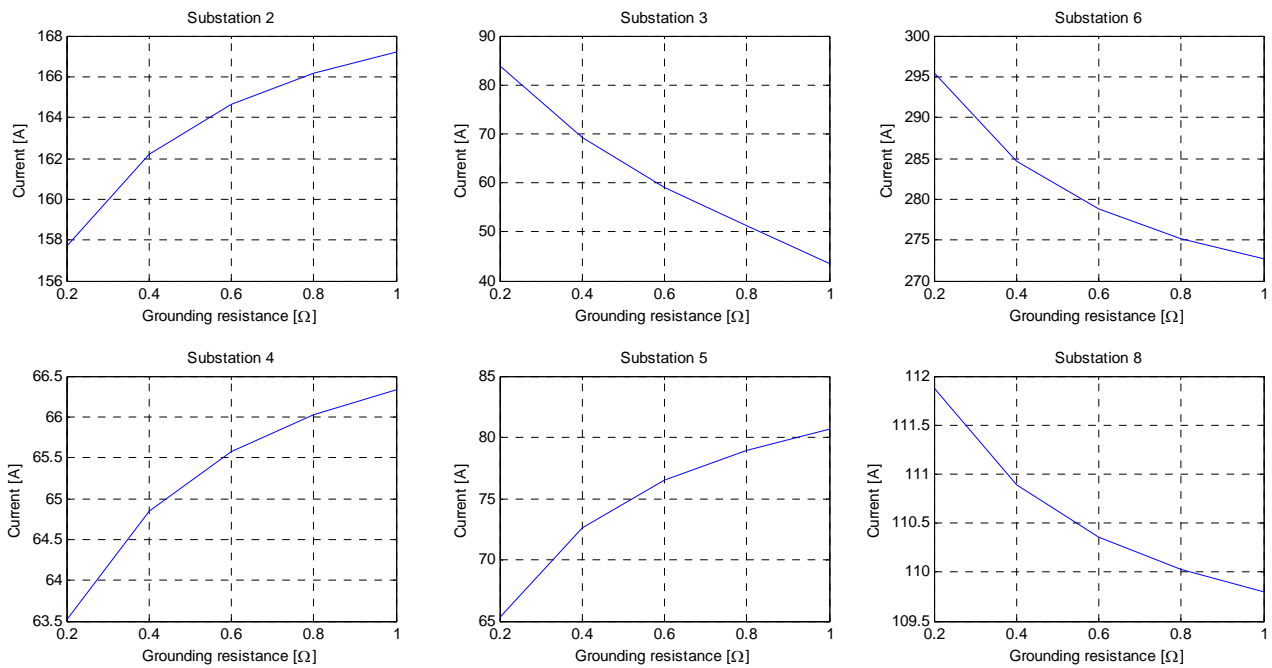 Substation 2
168
166
164
162
160
158
156
Current [A]
0.2 0.4 0.6 0.8 1
Grounding resistance [Ω]
Substation 3
90
80
70
60
50
40
Current [A]
0.2 0.4 0.6 0.8 1
Grounding resistance [Ω]
Substation 6
300
295
290
285
280
275
270
Current [A]
0.2 0.4 0.6 0.8 1
Grounding resistance [Ω]
Substation 4
66.5
66
65.5
65
64.5
64
63.5
Current [A]
0.2 0.4 0.6 0.8 1
Grounding resistance [Ω]
Substation 5
85
80
75
70
65
Current [A]
0.2 0.4 0.6 0.8 1
Grounding resistance [Ω]
Substation 8
112
111.5
111
110.5
110
109.5
Current [A]
0.2 0.4 0.6 0.8 1
Grounding resistance [Ω]